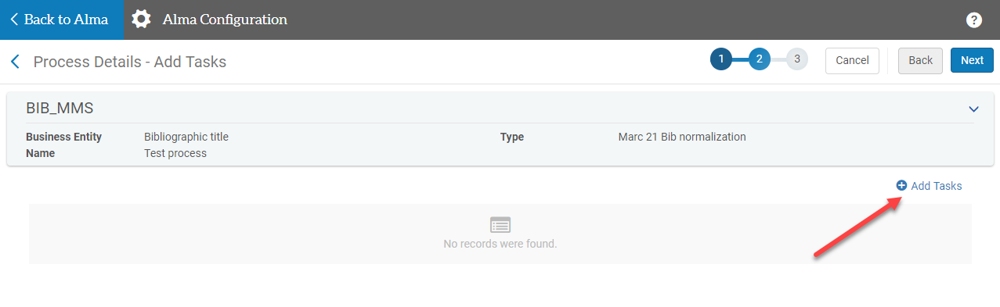 Back to Alma Alma Configuration ?
Process Details - Add Tasks 1 2 3 Cancel Back Next
BIB_MMS
Business Entity Bibliographic title Type Marc 21 Bib normalization
Name Test process
Add Tasks
No records were found.